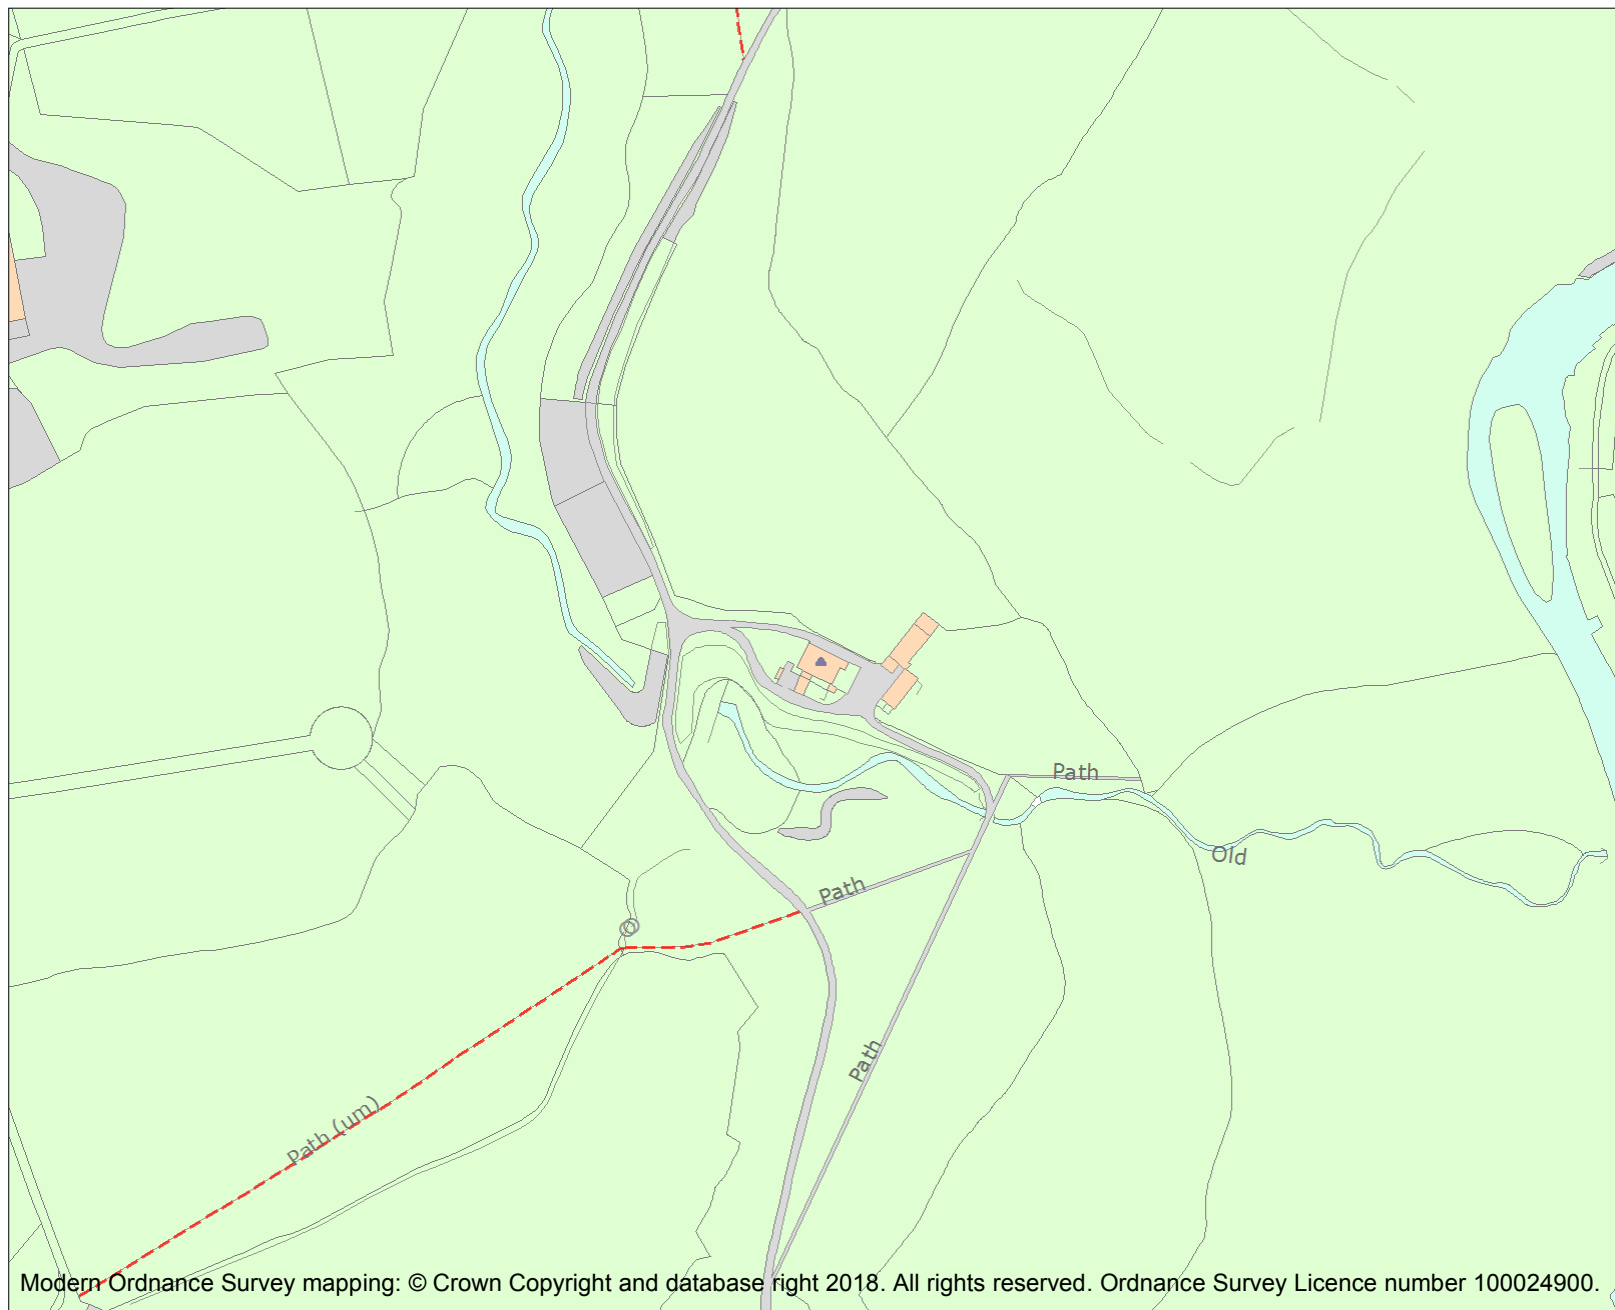 Path
Old
Path
Path
Path (um)
Modern Ordnance Survey mapping: © Crown Copyright and database right 2018. All rights reserved. Ordnance Survey Licence number 100024900.